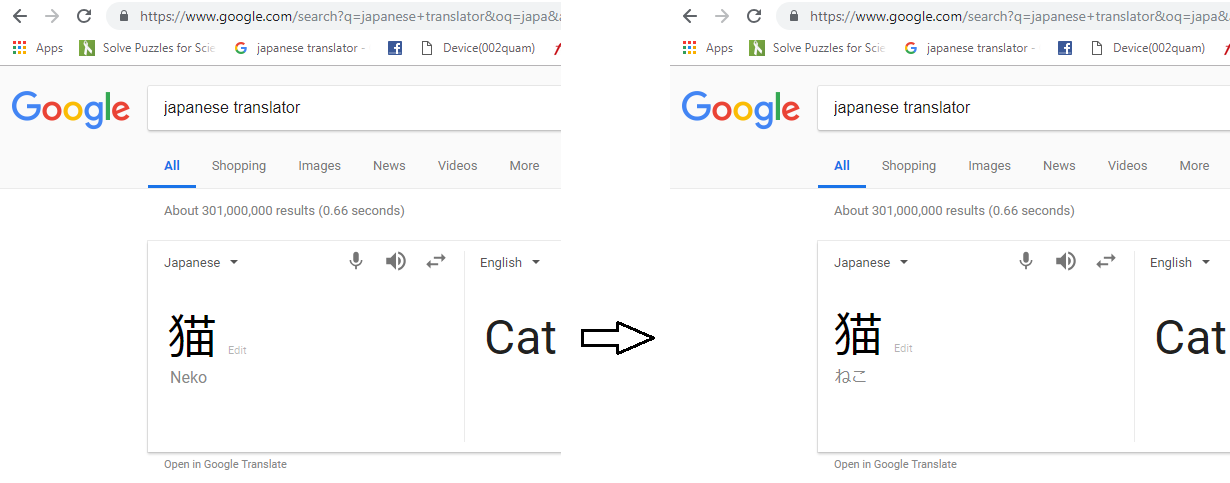 https://www.google.com/search?q=japanese+translator&oq=japa&
Apps Solve Puzzles for Scie japanese translator - Device(002quam)
Google japanese translator
All Shopping Images News Videos More
About 301,000,000 results (0.66 seconds)
Japanese English
猫 Edit Cat
Neko
Open in Google Translate
https://www.google.com/search?q=japanese+translator&oq=japa&
Apps Solve Puzzles for Scie japanese translator - Device(002quam)
Google japanese translator
All Shopping Images News Videos More
About 301,000,000 results (0.66 seconds)
Japanese English
猫 Edit Cat
ねこ
Open in Google Translate